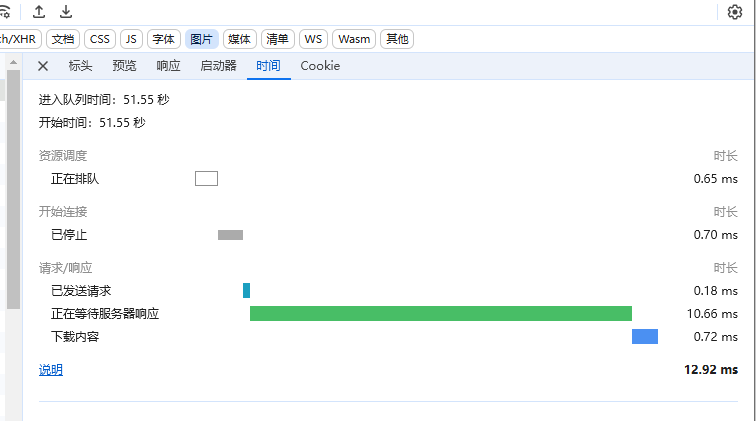 ch/XHR 文档 CSS JS 字体 图片 媒体 清单 WS Wasm 其他
标头 预览 响应 启动器 时间 Cookie
进入队列时间：51.55 秒
开始时间：51.55 秒
资源调度 时长
正在排队 0.65 ms
开始连接 时长
已停止 0.70 ms
请求/响应 时长
已发送请求 0.18 ms
正在等待服务器响应 10.66 ms
下载内容 0.72 ms
说明 12.92 ms